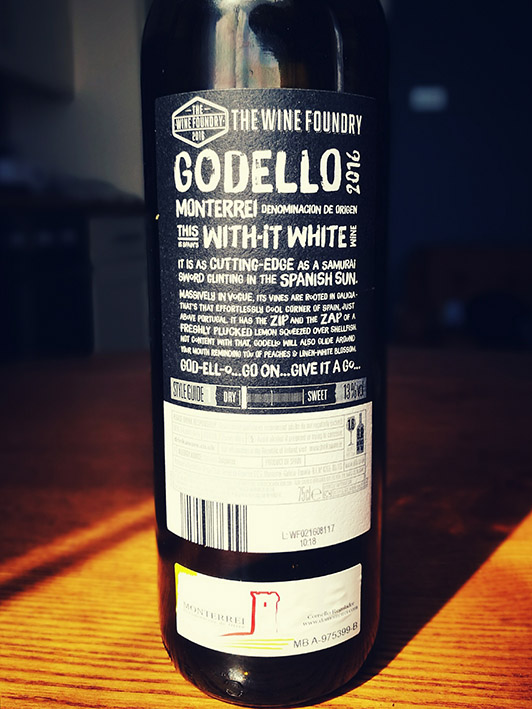 THE
WINE FOUNDRY
2016
THE WINE FOUNDRY
GODELLO 2016
MONTERREI DENOMINACION DE ORIGEN
THIS IS SPAIN'S WITH-IT WHITE WINE
IT IS AS CUTTING-EDGE AS A SAMURAI
SWORD GLINTING IN THE SPANISH SUN.
MASSIVELY IN VOGUE, ITS VINES ARE ROOTED IN GALICIA -
THAT'S THAT EFFORTLESSLY COOL CORNER OF SPAIN, JUST
ABOVE PORTUGAL. IT HAS THE ZIP AND THE ZAP OF A
FRESHLY PLUCKED LEMON SQUEEZED OVER SHELLFISH.
NOT CONTENT WITH THAT, GODELLO WILL ALSO GLIDE AROUND
YOUR MOUTH REMINDING YOU OF PEACHES & LINEN-WHITE BLOSSOM.
GOD-ELL-O...GO ON...GIVE IT A GO...
STYLE GUIDE DRY SWEET 13%
75cl e
L: WF021608117
10:18
MONTERREI
Consello Regulador
MB A-975399-B